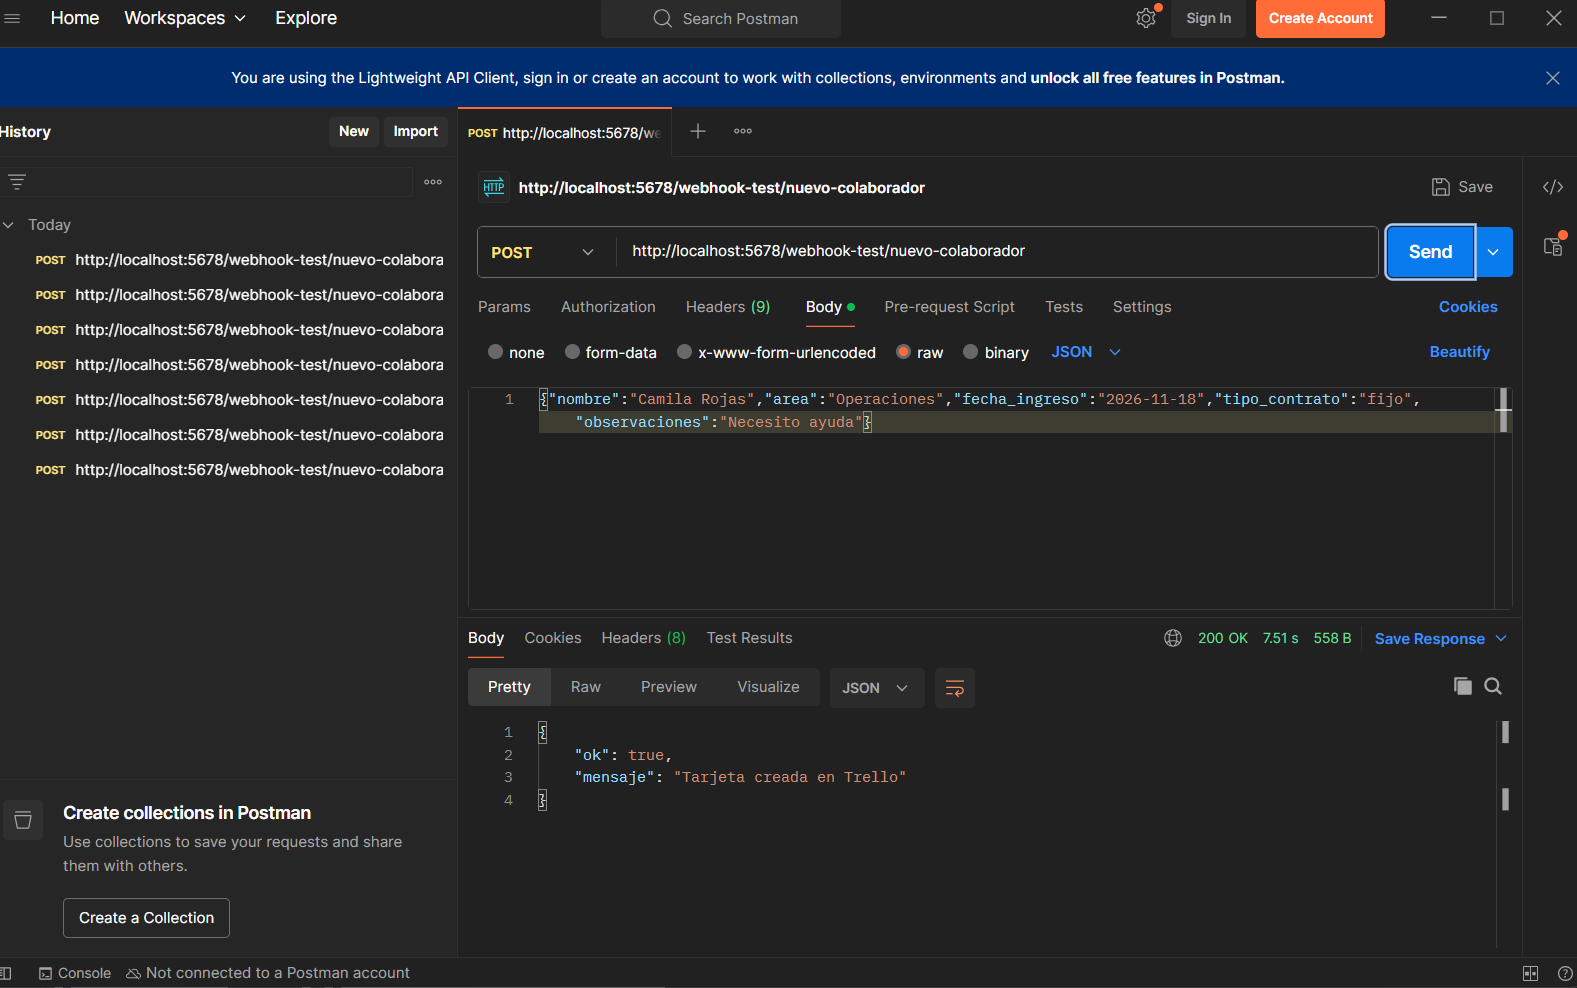 Home Workspaces Explore Search Postman Sign In Create Account
You are using the Lightweight API Client, sign in or create an account to work with collections, environments and unlock all free features in Postman.
History New Import
POST http://localhost:5678/we
HTTP http://localhost:5678/webhook-test/nuevo-colaborador Save
Today
POST http://localhost:5678/webhook-test/nuevo-colabora
POST http://localhost:5678/webhook-test/nuevo-colabora
POST http://localhost:5678/webhook-test/nuevo-colabora
POST http://localhost:5678/webhook-test/nuevo-colabora
POST http://localhost:5678/webhook-test/nuevo-colabora
POST http://localhost:5678/webhook-test/nuevo-colabora
POST http://localhost:5678/webhook-test/nuevo-colabora
POST http://localhost:5678/webhook-test/nuevo-colaborador Send
Params Authorization Headers (9) Body Pre-request Script Tests Settings Cookies
none form-data x-www-form-urlencoded raw binary JSON Beautify
1 {"nombre":"Camila Rojas","area":"Operaciones","fecha_ingreso":"2026-11-18","tipo_contrato":"fijo",
"observaciones":"Necesito ayuda"}
Body Cookies Headers (8) Test Results 200 OK 7.51 s 558 B Save Response
Pretty Raw Preview Visualize JSON
1 {
2 "ok": true,
3 "mensaje": "Tarjeta creada en Trello"
4 }
Create collections in Postman
Use collections to save your requests and share
them with others.
Create a Collection
Console Not connected to a Postman account